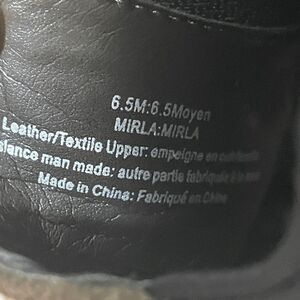 6.5M:6.5Moyen
MIRLA:MIRLA
Leather/Textile Upper: empeigne en
man made: autre partie fabriquée à la
Made in China: Fabriqué en Chine